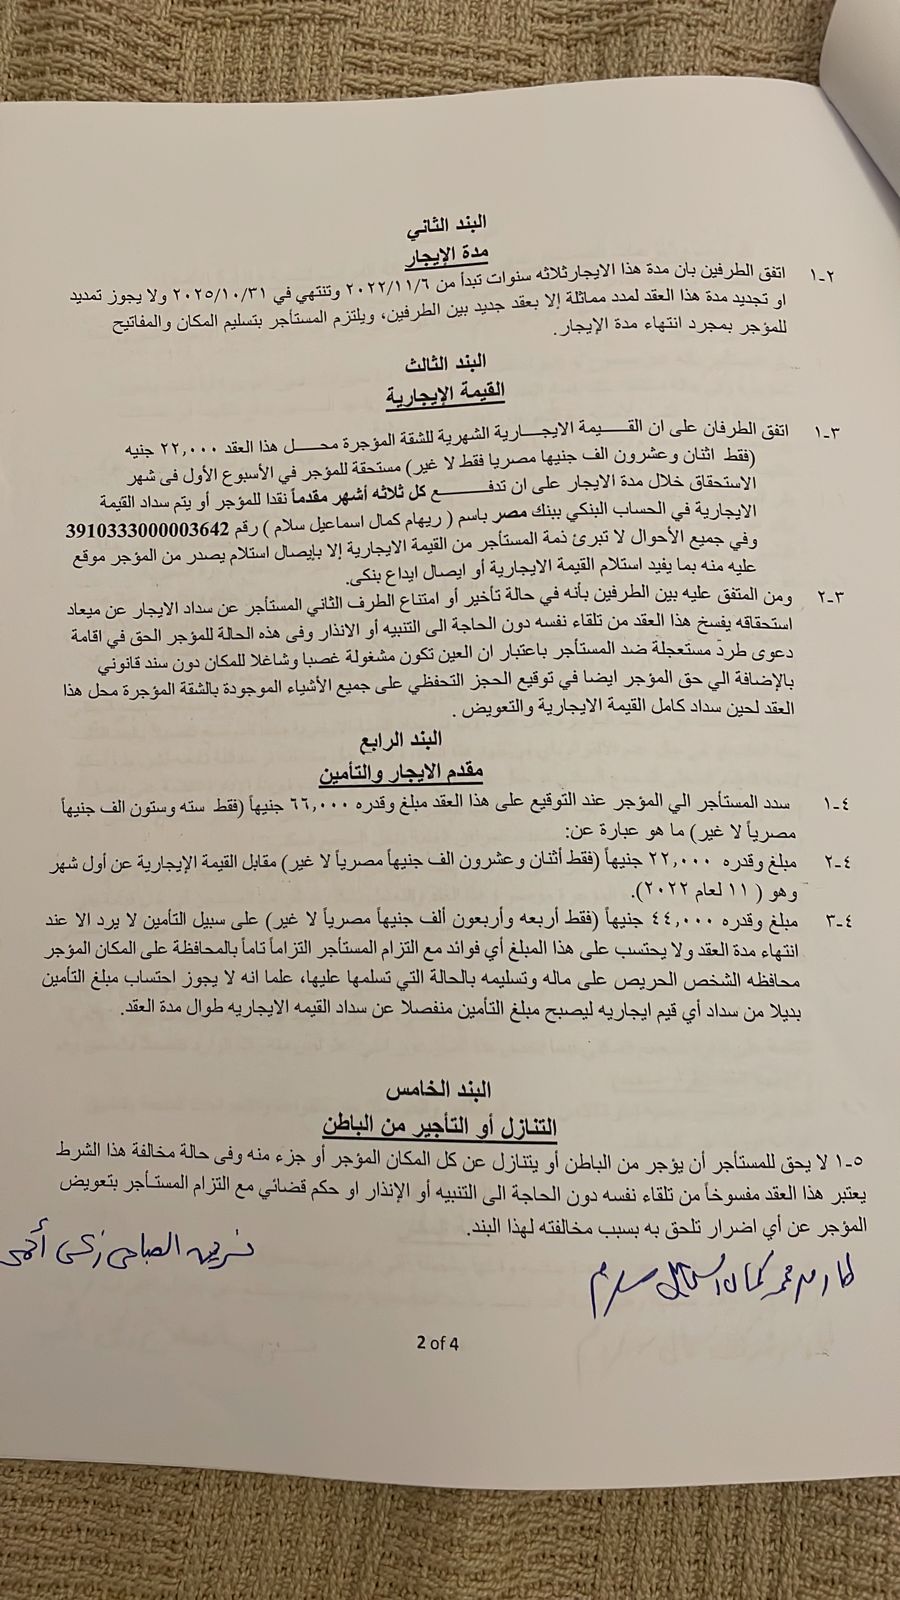 البند الثاني
مدة الإيجار
٢-١ اتفق الطرفين بان مدة هذا الايجارثلاثه سنوات تبدأ من ٢٠٢٢/١١/٦ وتنتهي في ٢٠٢٥/١٠/٣١ ولا يجوز تمديد
او تجديد مدة هذا العقد لمدد مماثلة إلا بعقد جديد بين الطرفين، ويلتزم المستأجر بتسليم المكان والمفاتيح
للمؤجر بمجرد انتهاء مدة الإيجار.
البند الثالث
القيمة الإيجارية
٣-١ اتفق الطرفان على ان القـــــيمة الايجـــارية الشهرية للشقة المؤجرة محـــل هذا العقد ٢٢,٠٠٠ جنيه
(فقط اثنان وعشرون الف جنيها مصريا فقط لا غير) مستحقة للمؤجر في الأسبوع الأول فى شهر
الاستحقاق خلال مدة الايجار على ان تدفـــــــع كل ثلاثه أشهر مقدماً نقدا للمؤجر أو يتم سداد القيمة
الايجارية في الحساب البنكي ببنك مصر باسم ( ريهام كمال اسماعيل سلام ) رقم 3910333000003642
وفي جميع الأحوال لا تبرئ ذمة المستأجر من القيمة الايجارية إلا بإيصال استلام يصدر من المؤجر موقع
عليه منه بما يفيد استلام القيمة الايجارية أو ايصال ايداع بنكى.
٣-٢ ومن المتفق عليه بين الطرفين بأنه في حالة تأخير أو امتناع الطرف الثاني المستأجر عن سداد الايجار عن ميعاد
استحقاقه يفسخ هذا العقد من تلقاء نفسه دون الحاجة الى التنبيه أو الانذار وفى هذه الحالة للمؤجر الحق في اقامة
دعوى طرد مستعجلة ضد المستأجر باعتبار ان العين تكون مشغولة غصبا وشاغلا للمكان دون سند قانوني
بالإضافة الي حق المؤجر ايضا في توقيع الحجز التحفظي على جميع الأشياء الموجودة بالشقة المؤجرة محل هذا
العقد لحين سداد كامل القيمة الايجارية والتعويض .
البند الرابع
مقدم الايجار والتأمين
٤-١ سدد المستأجر الي المؤجر عند التوقيع على هذا العقد مبلغ وقدره ٦٦,٠٠٠ جنيهاً (فقط سته وستون الف جنيهاً
مصرياً لا غير) ما هو عبارة عن:
٤-٢ مبلغ وقدره ٢٢,٠٠٠ جنيهاً (فقط أثنان وعشرون الف جنيهاً مصرياً لا غير) مقابل القيمة الإيجارية عن أول شهر
وهو ( ١١ لعام ٢٠٢٢).
٤-٣ مبلغ وقدره ٤٤,٠٠٠ جنيهاً (فقط أربعه وأربعون ألف جنيهاً مصرياً لا غير) على سبيل التأمين لا يرد الا عند
انتهاء مدة العقد ولا يحتسب على هذا المبلغ أي فوائد مع التزام المستأجر التزاماً تاماً بالمحافظة على المكان المؤجر
محافظه الشخص الحريص على ماله وتسليمه بالحالة التي تسلمها عليها، علما انه لا يجوز احتساب مبلغ التأمين
بديلا من سداد أي قيم ايجاريه ليصبح مبلغ التأمين منفصلا عن سداد القيمه الايجاريه طوال مدة العقد.
البند الخامس
التنازل أو التأجير من الباطن
٥-١ لا يحق للمستأجر أن يؤجر من الباطن أو يتنازل عن كل المكان المؤجر أو جزء منه وفى حالة مخالفة هذا الشرط
يعتبر هذا العقد مفسوخاً من تلقاء نفسه دون الحاجة الى التنبيه أو الإنذار او حكم قضائي مع التزام المستـأجر بتعويض
المؤجر عن أي اضرار تلحق به بسبب مخالفته لهذا البند.
نرمين الصباحى زكى أحمد
كمال اسماعيل سلام
2 of 4